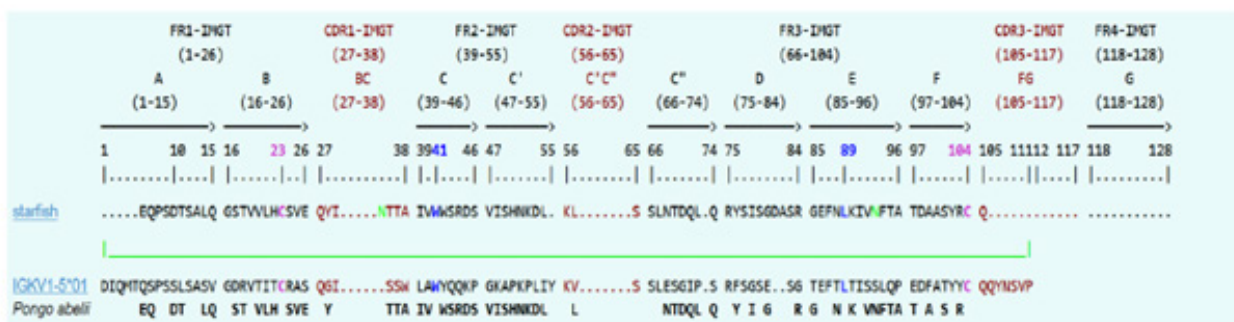 FR1-IMGT CDR1-IMGT FR2-IMGT CDR2-IMGT FR3-IMGT CDR3-IMGT FR4-IMGT
(1-26) (27-38) (39-55) (56-65) (66-104) (105-117) (118-128)
A B BC C C' C'C" C" D E F FG G
(1-15) (16-26) (27-38) (39-46) (47-55) (56-65) (66-74) (75-84) (85-96) (97-104) (105-117) (118-128)
1 10 15 16 23 26 27 38 3941 46 47 55 56 65 66 74 75 84 85 89 96 97 104 105 11112 117 118 128
|........|....| |......|..| |..........| |.|....| |.......| |........| |.......| |........| |...|......| |......| |.....||....| |.........|
starfish .....EQPSDTSALQ GSTVVLHCSVE QYI.....NTTA IVWWSRDS VISHNKDL. KL.......S SLNTDQL.Q RYSISGDASR GEFNLKIVNFTA TDAASYRC Q............ ...........
IGKV1-5*01 DIQMTQSPSSLSASV GDRVTITCRAS QGI......SSW LAWYQQKP GKAPKPLIY KV.......S SLESGIP.S RFSGSE..SG TEFTLTISSLQP EDFATYYC QQYNSVP
Pongo abelii EQ DT LQ ST VLH SVE Y TTA IV WSRDS VISHNKDL L NTDQL Q Y I G R G N K VNFTA T A S R